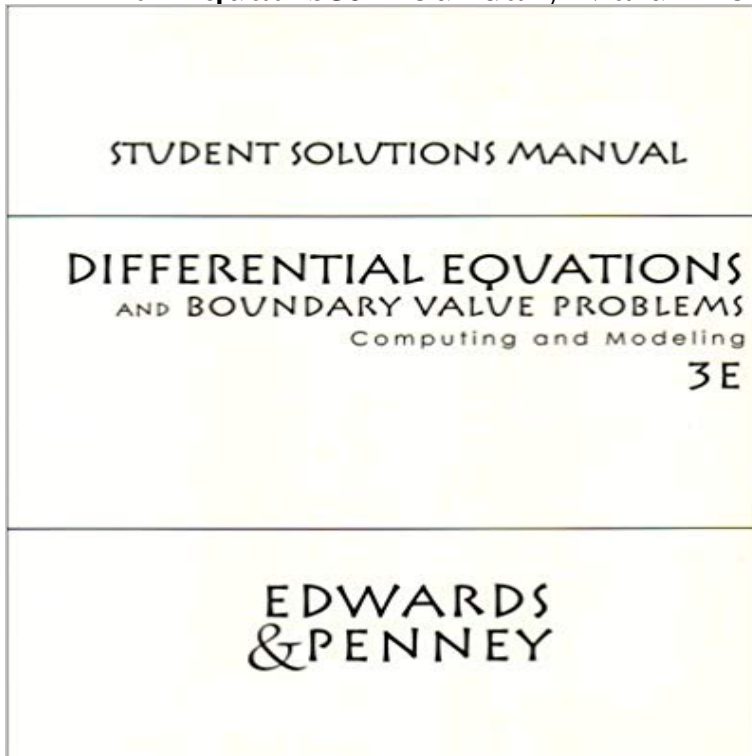 STUDENT SOLUTIONS MANUAL
DIFFERENTIAL EQUATIONS
AND BOUNDARY VALUE PROBLEMS
Computing and Modeling
3E
EDWARDS
&PENNEY